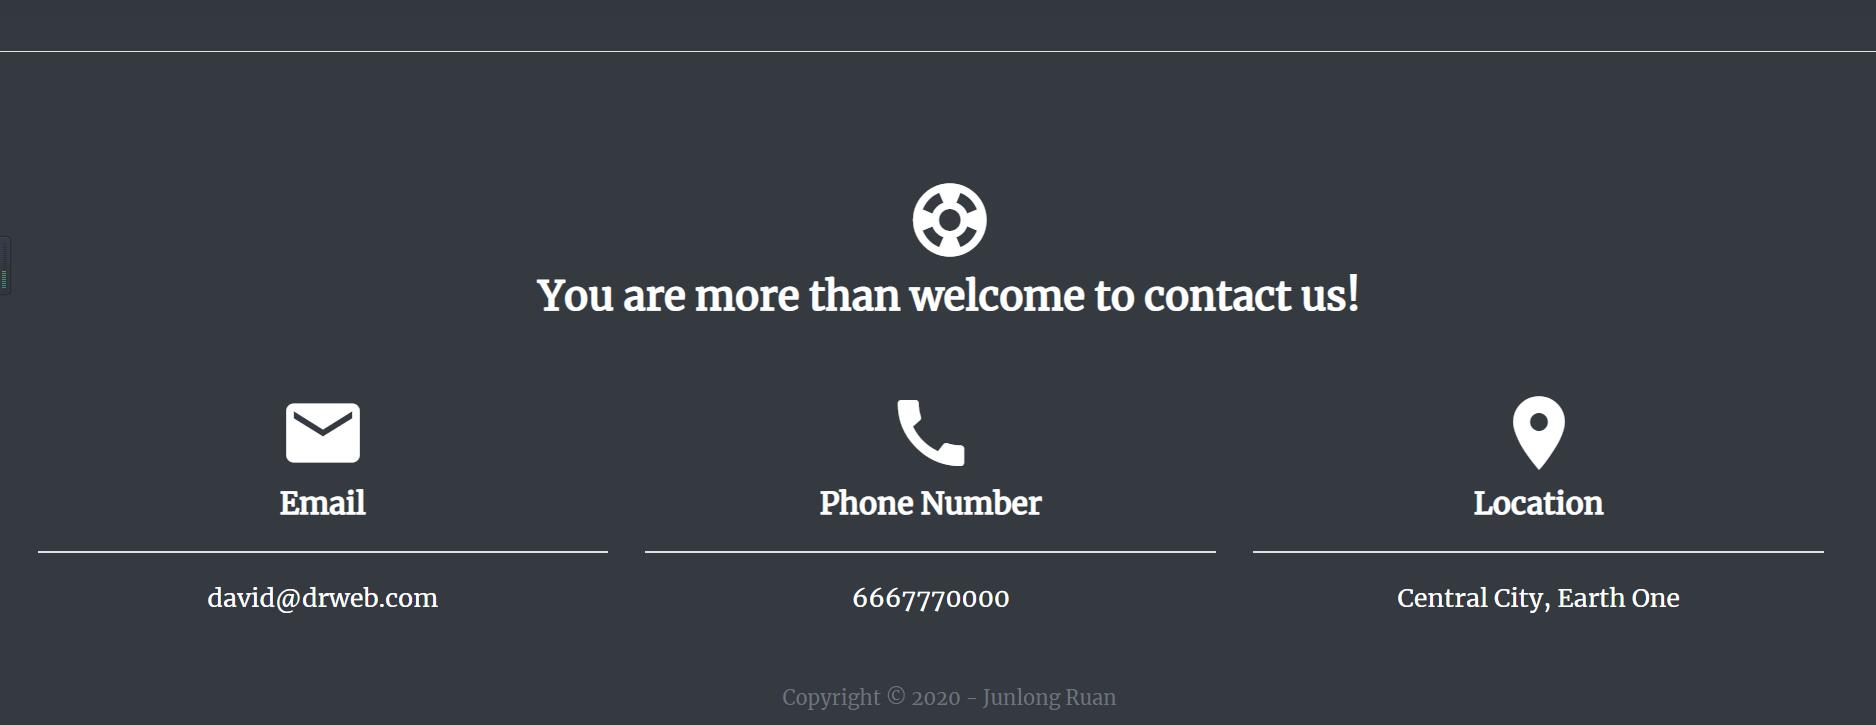 You are more than welcome to contact us!
Email
Phone Number
Location
david@drweb.com
6667770000
Central City, Earth One
Copyright © 2020 - Junlong Ruan